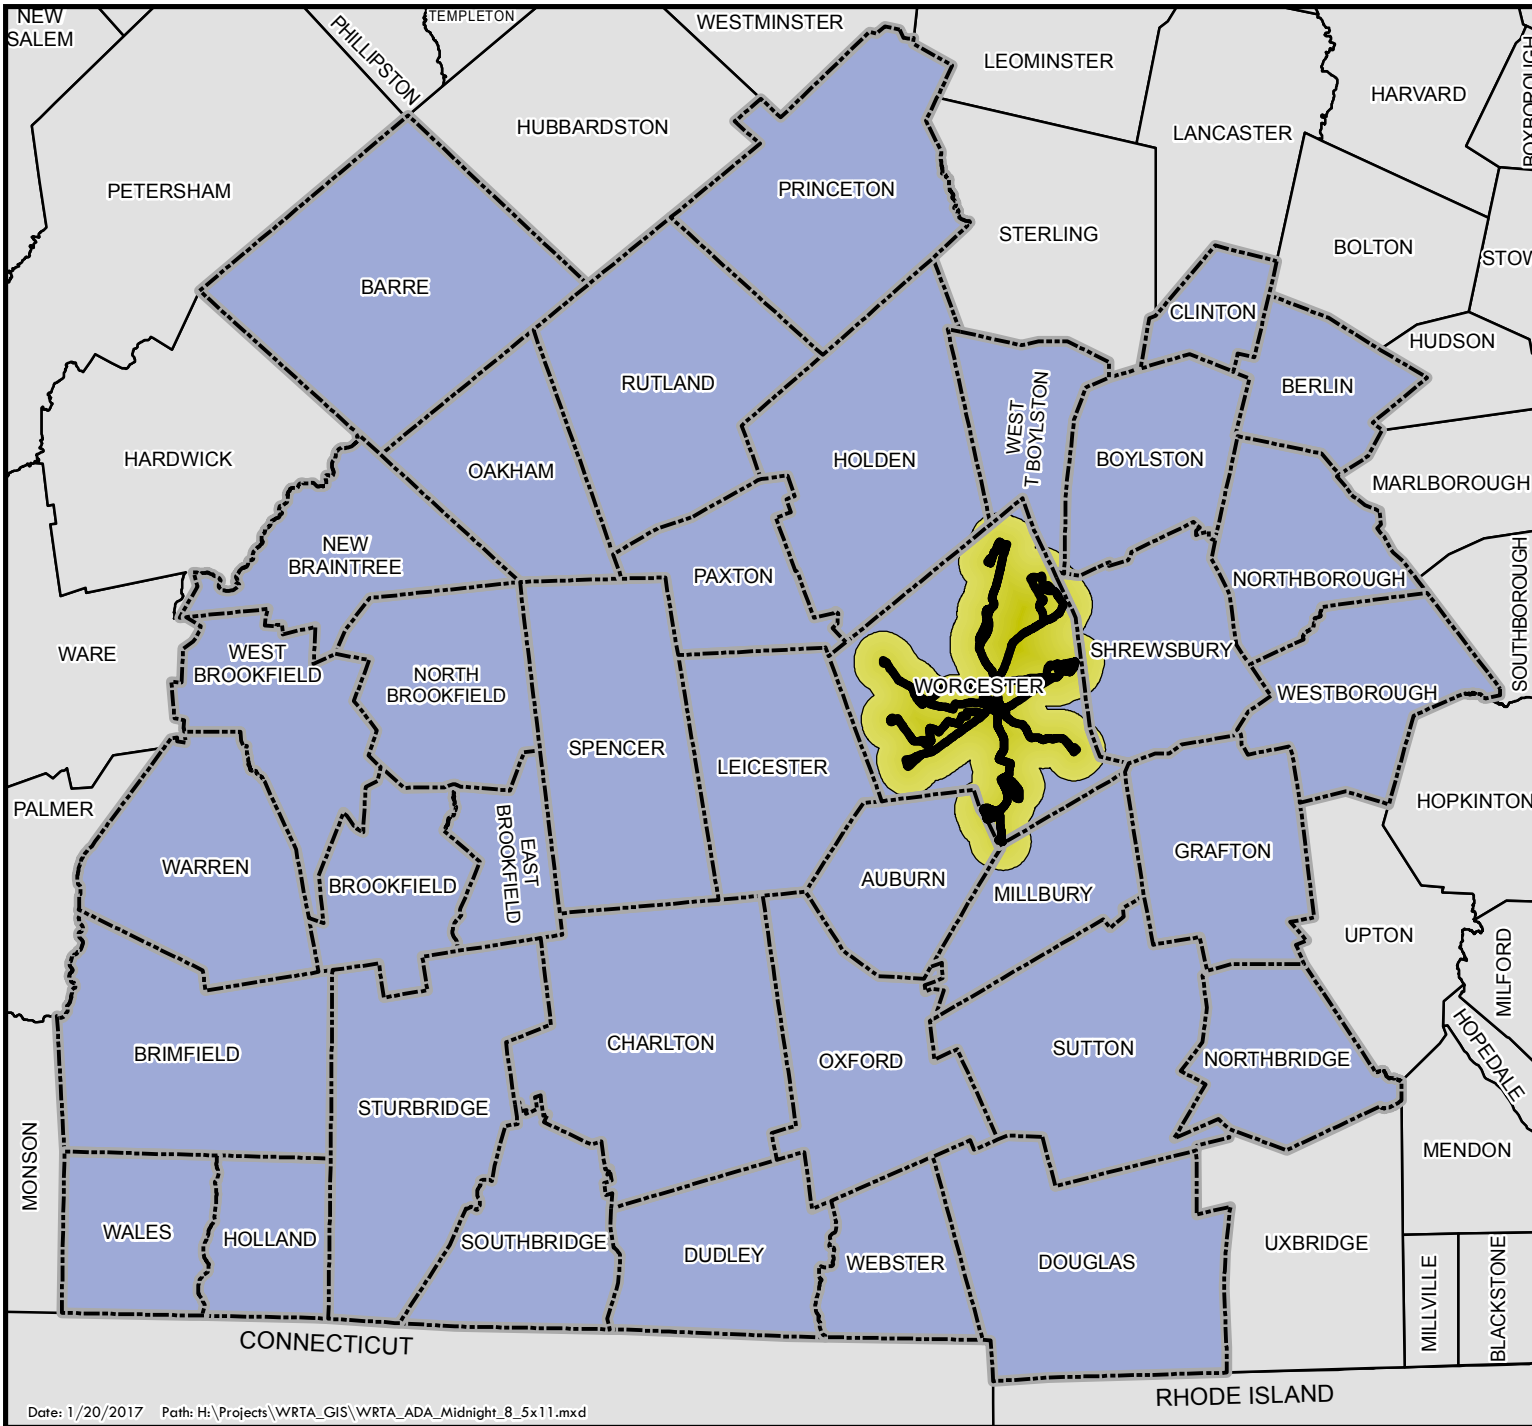 NEW
SALEM
TEMPLETON
WESTMINSTER
PHILLIPSTON
LEOMINSTER
HARVARD
BOXBOROUGH
HUBBARDSTON
LANCASTER
PETERSHAM
PRINCETON
STERLING
BOLTON
STOW
BARRE
CLINTON
HUDSON
RUTLAND
BERLIN
WEST
T BOYLSTON
HARDWICK
OAKHAM
HOLDEN
BOYLSTON
MARLBOROUGH
NEW
BRAINTREE
PAXTON
NORTHBOROUGH
SOUTHBOROUGH
WARE
WEST
BROOKFIELD
NORTH
BROOKFIELD
SHREWSBURY
WORCESTER
WESTBOROUGH
SPENCER
LEICESTER
PALMER
HOPKINTON
WARREN
BROOKFIELD
EAST
BROOKFIELD
AUBURN
MILLBURY
GRAFTON
UPTON
MILFORD
BRIMFIELD
CHARLTON
OXFORD
SUTTON
NORTHBRIDGE
HOPEDALE
STURBRIDGE
MONSON
MENDON
WALES
HOLLAND
SOUTHBRIDGE
DUDLEY
WEBSTER
DOUGLAS
UXBRIDGE
MILLVILLE
BLACKSTONE
CONNECTICUT
RHODE ISLAND
Date: 1/20/2017 Path: H:\Projects\WRTA_GIS\WRTA_ADA_Midnight_8_5x11.mxd